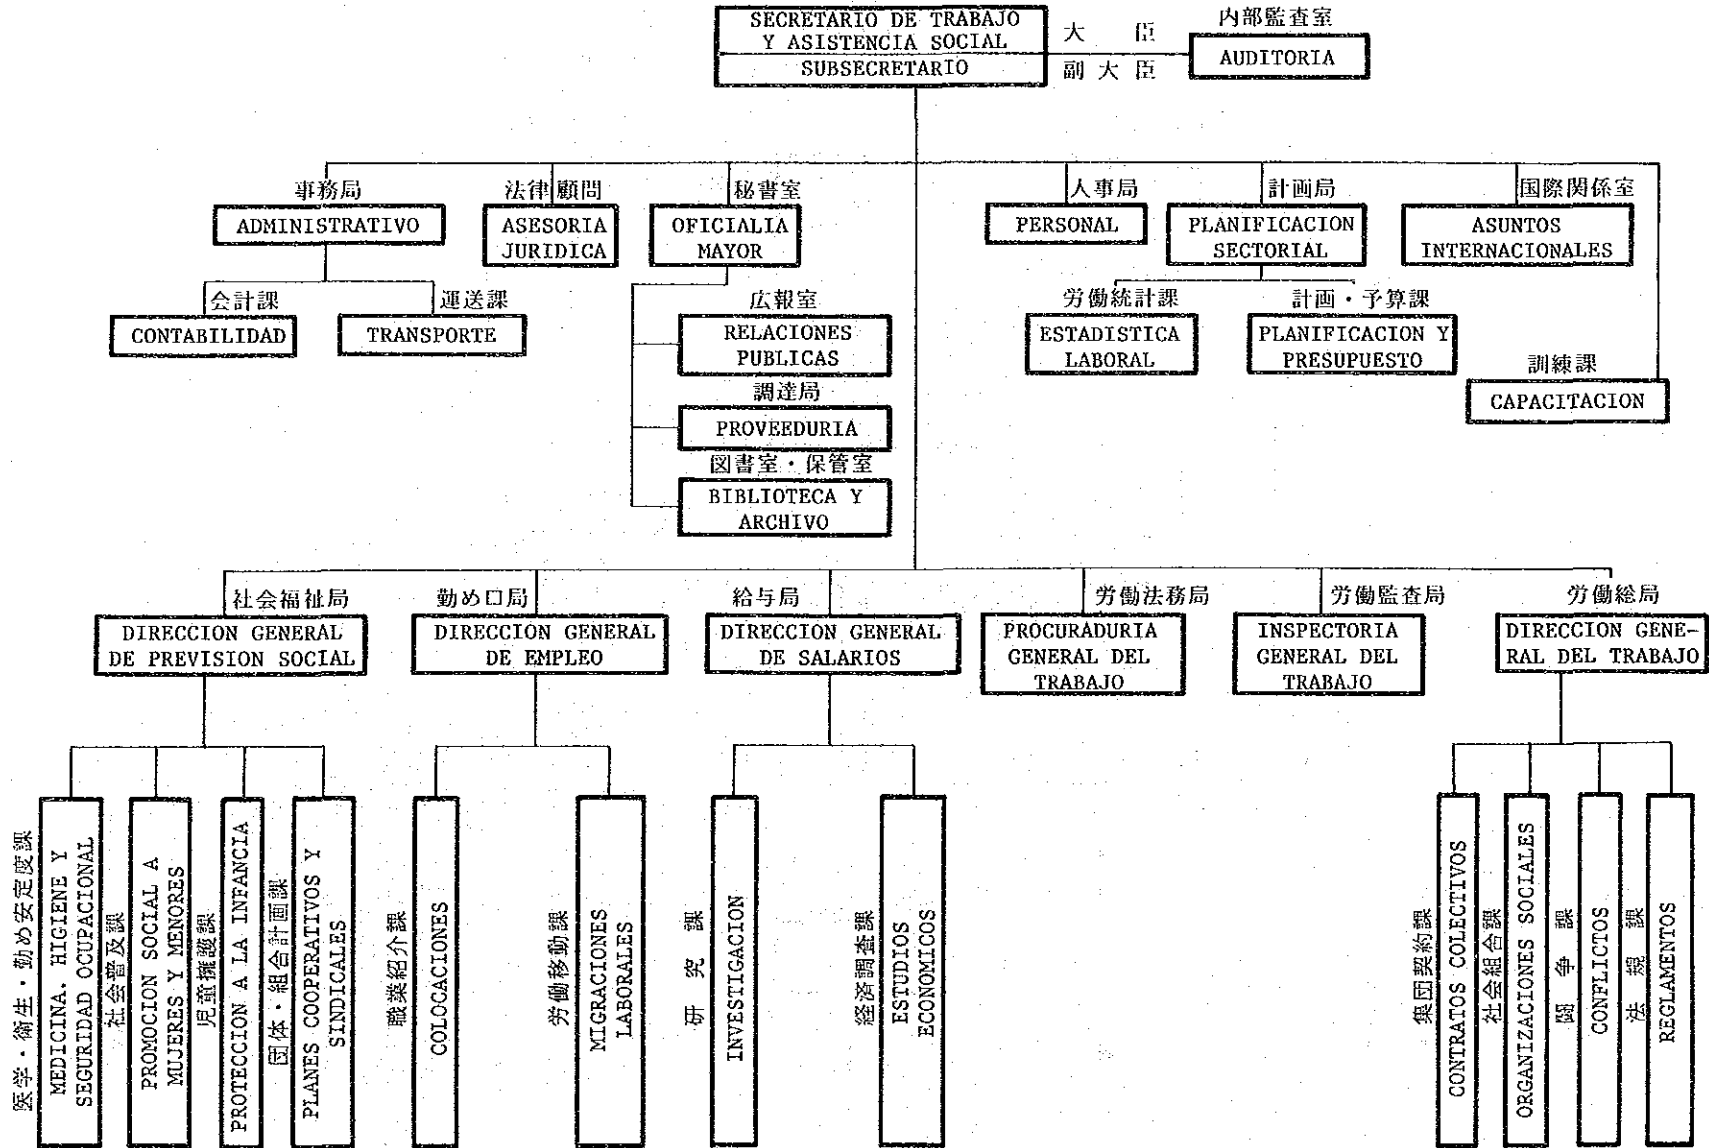 SECRETARIO DE TRABAJO
Y ASISTENCIA SOCIAL
大臣
SUBSECRETARIO
副大臣
内部監査室
AUDITORIA
事務局
ADMINISTRATIVO
法律顧問
ASESORIA
JURIDICA
秘書室
OFICIALIA
MAYOR
人事局
PERSONAL
計画局
PLANIFICACION
SECTORIAL
国際関係室
ASUNTOS
INTERNACIONALES
会計課
CONTABILIDAD
運送課
TRANSPORTE
広報室
RELACIONES
PUBLICAS
調達局
PROVEEDURIA
図書室・保管室
BIBLIOTECA Y
ARCHIVO
労働統計課
ESTADISTICA
LABORAL
計画・予算課
PLANIFICACION Y
PRESUPUESTO
訓練課
CAPACITACION
社会福祉局
DIRECCION GENERAL
DE PREVISION SOCIAL
勤め口局
DIRECCION GENERAL
DE EMPLEO
給与局
DIRECCION GENERAL
DE SALARIOS
労働法務局
PROCURADURIA
GENERAL DEL
TRABAJO
労働監査局
INSPECTORIA
GENERAL DEL
TRABAJO
労働総局
DIRECCION GENE-
RAL DEL TRABAJO
医学・衛生・勤め安定度課
MEDICINA. HIGIENE Y
SEGURIDAD OCUPACIONAL
社会普及課
PROMOCION SOCIAL A
MUJERES Y MENORES
児童擁護課
PROTECCION A LA INFANCIA
団体・組合計画課
PLANES COOPERATIVOS Y
SINDICALES
職業紹介課
COLOCACIONES
労働移動課
MIGRACIONES
LABORALES
研究課
INVESTIGACION
経済調査課
ESTUDIOS
ECONOMICOS
集団契約課
CONTRATOS COLECTIVOS
社会組合課
ORGANIZACIONES SOCIALES
闘争課
CONFLICTOS
法規課
REGLAMENTOS